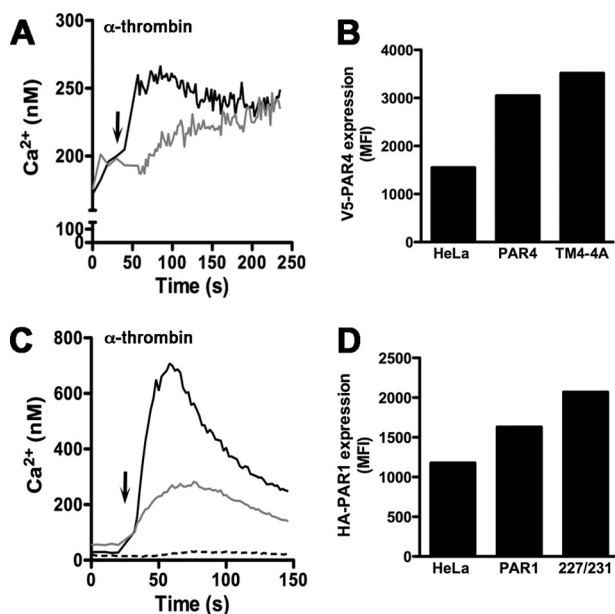 A
α-thrombin
Ca²⁺ (nM)
300
250
200
150
100
0
0 50 100 150 200 250
Time (s)
B
V5-PAR4 expression
(MFI)
4000
3000
2000
1000
0
HeLa PAR4 TM4-4A
C
α-thrombin
Ca²⁺ (nM)
800
600
400
200
0
0 50 100 150
Time (s)
D
HA-PAR1 expression
(MFI)
2500
2000
1500
1000
500
0
HeLa PAR1 227/231